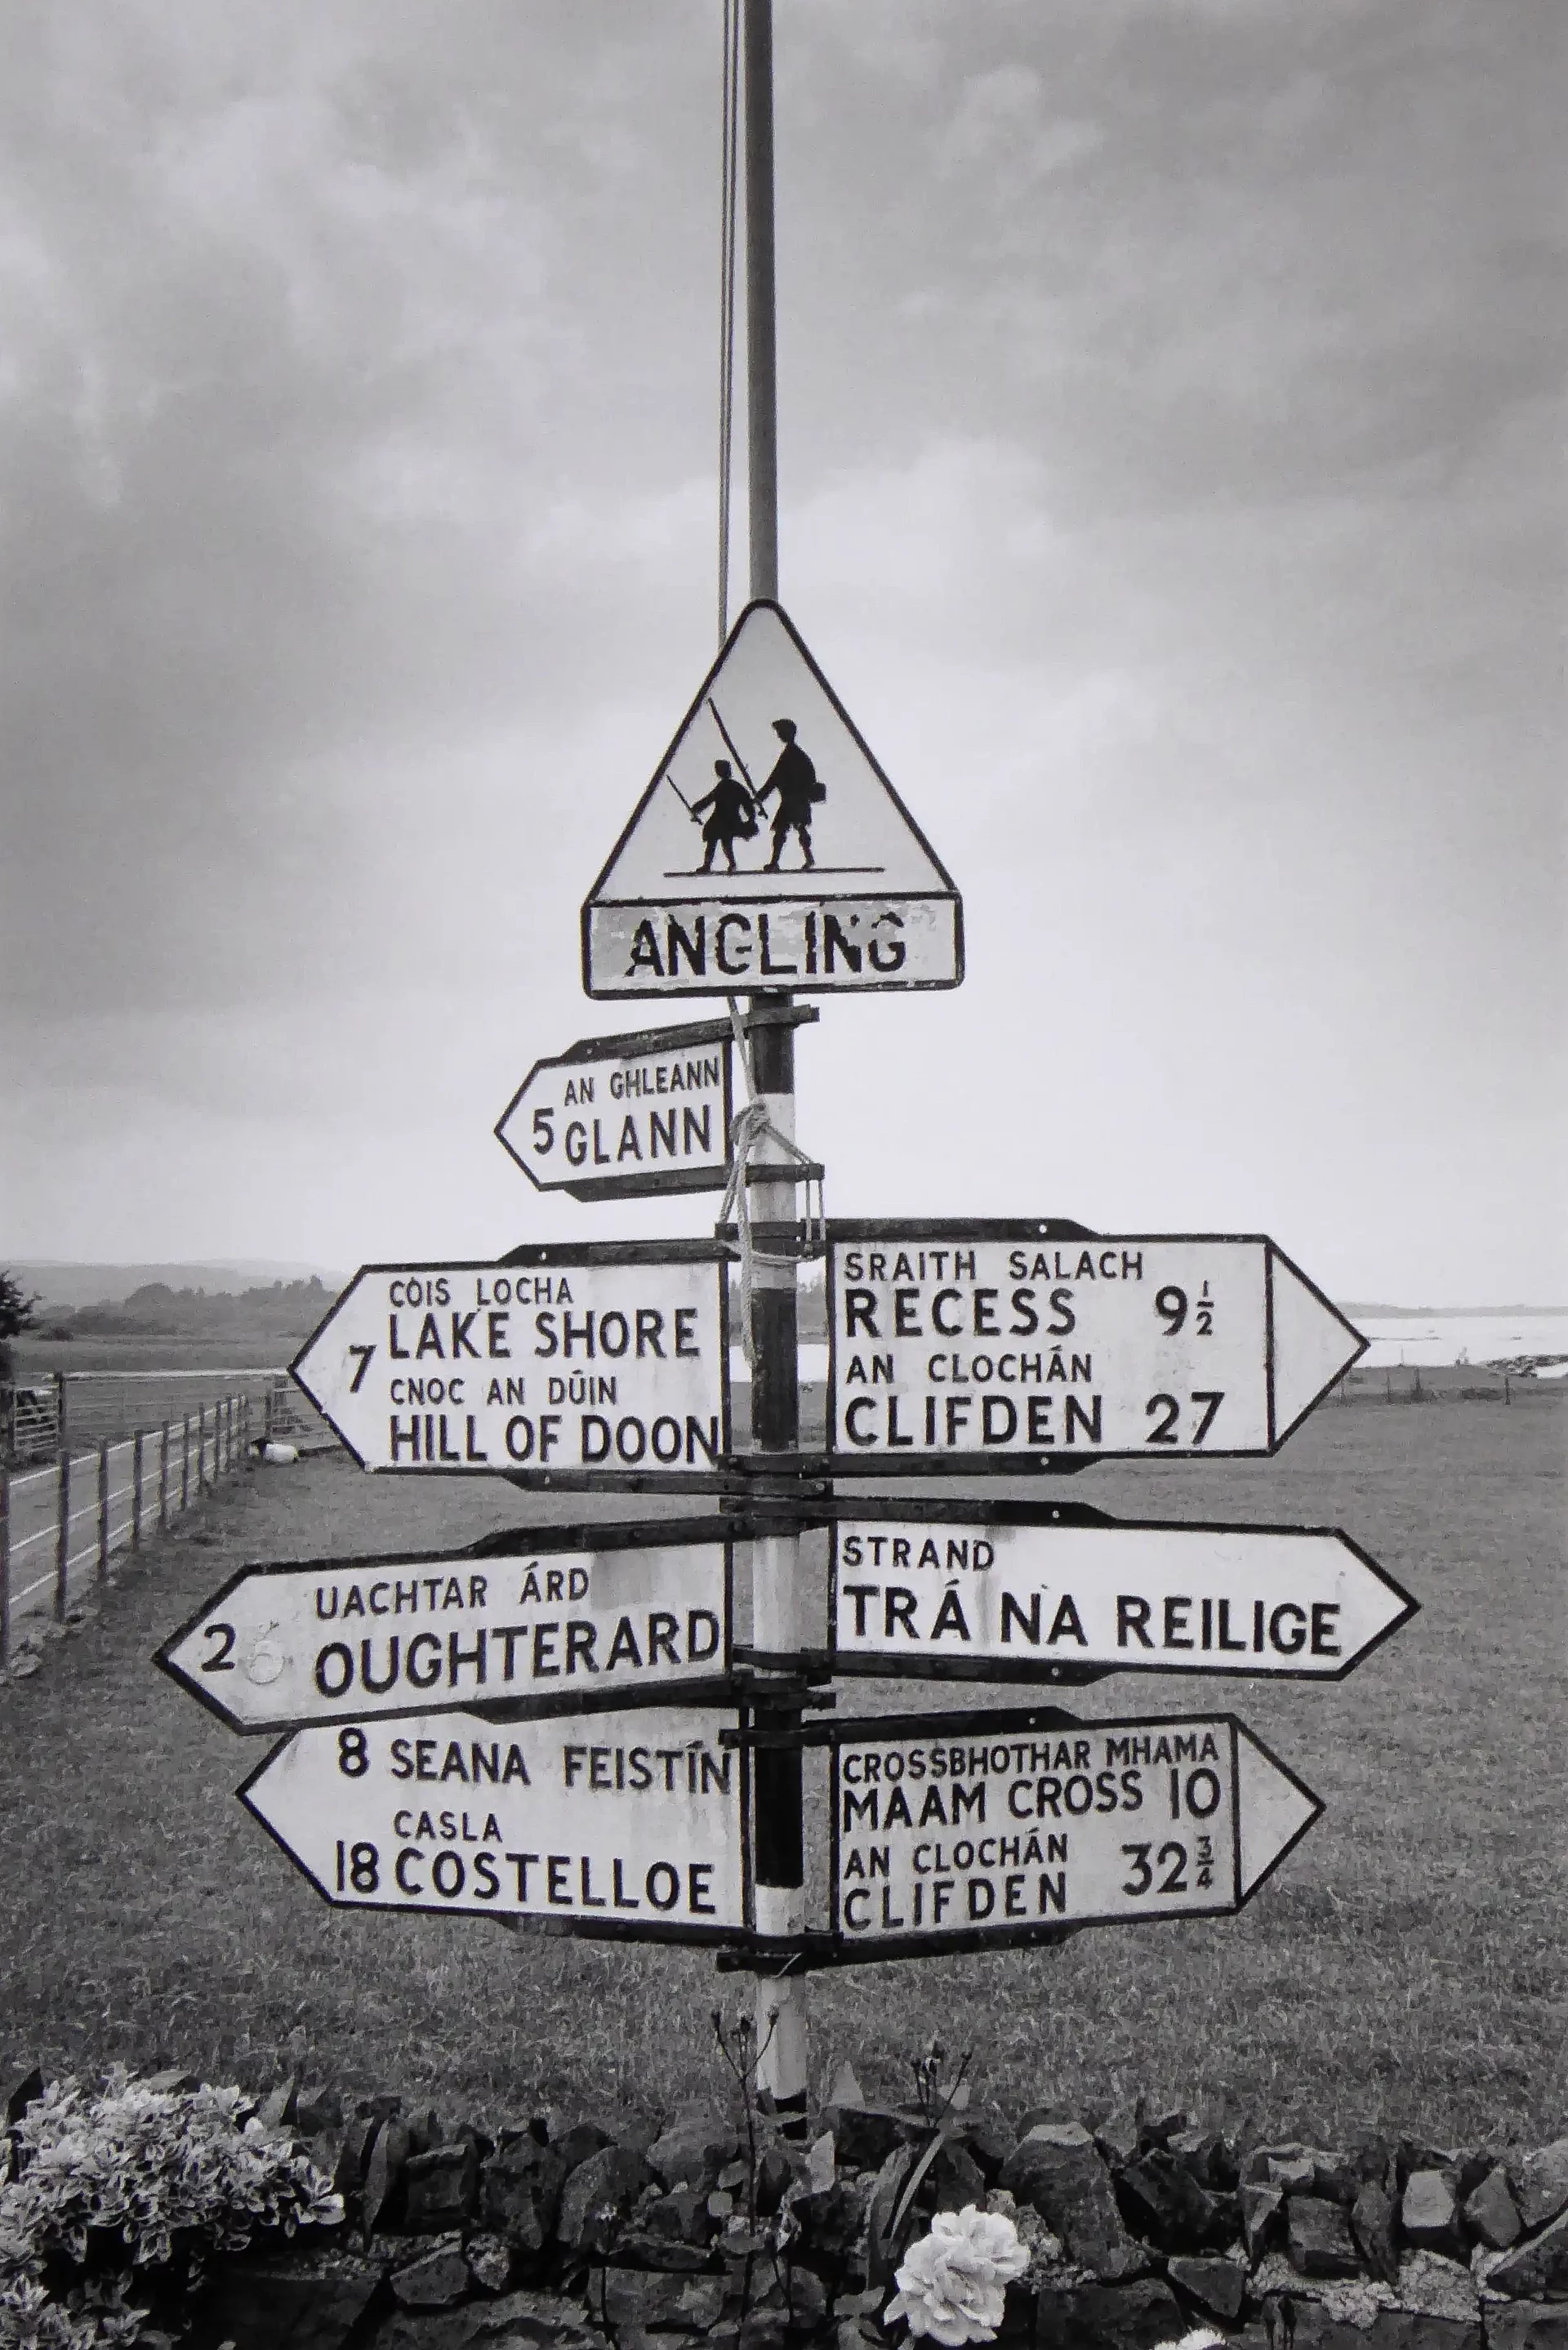 ANGLING
AN GHLEANN
5 GLANN
COIS LOCHA
LAKE SHORE
7
CNOC AN DÚIN
HILL OF DOON
SRAITH SALACH
RECESS 9½
AN CLOCHÁN
CLIFDEN 27
UACHTAR ÁRD
2 OUGHTERARD
STRAND
TRÁ NA REILIGE
8 SEANA FEISTÍN
CASLA
18 COSTELLOE
CROSSBHOTHAR MHAMA
MAAM CROSS 10
AN CLOCHÁN
CLIFDEN 32¾